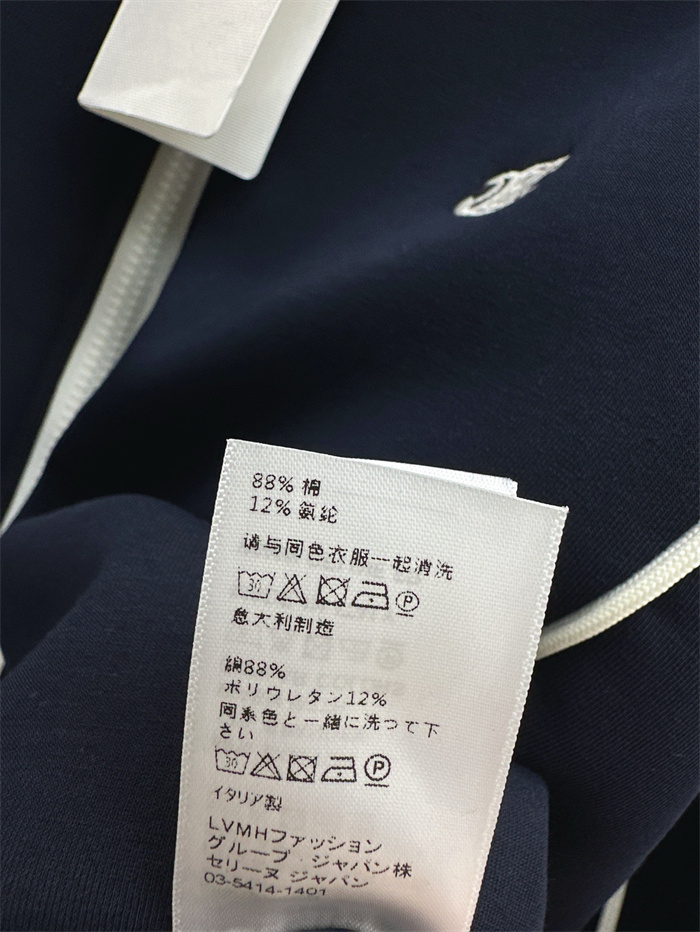 88% 棉
12% 氨纶
请与同色衣服一起清洗
30
P
意大利制造
綿88%
ポリウレタン12%
同系色と一緒に洗って下
さい
30
P
イタリア製
LVMHファッション
グループ・ジャパン株
セリーヌ ジャパン
03-5414-1401